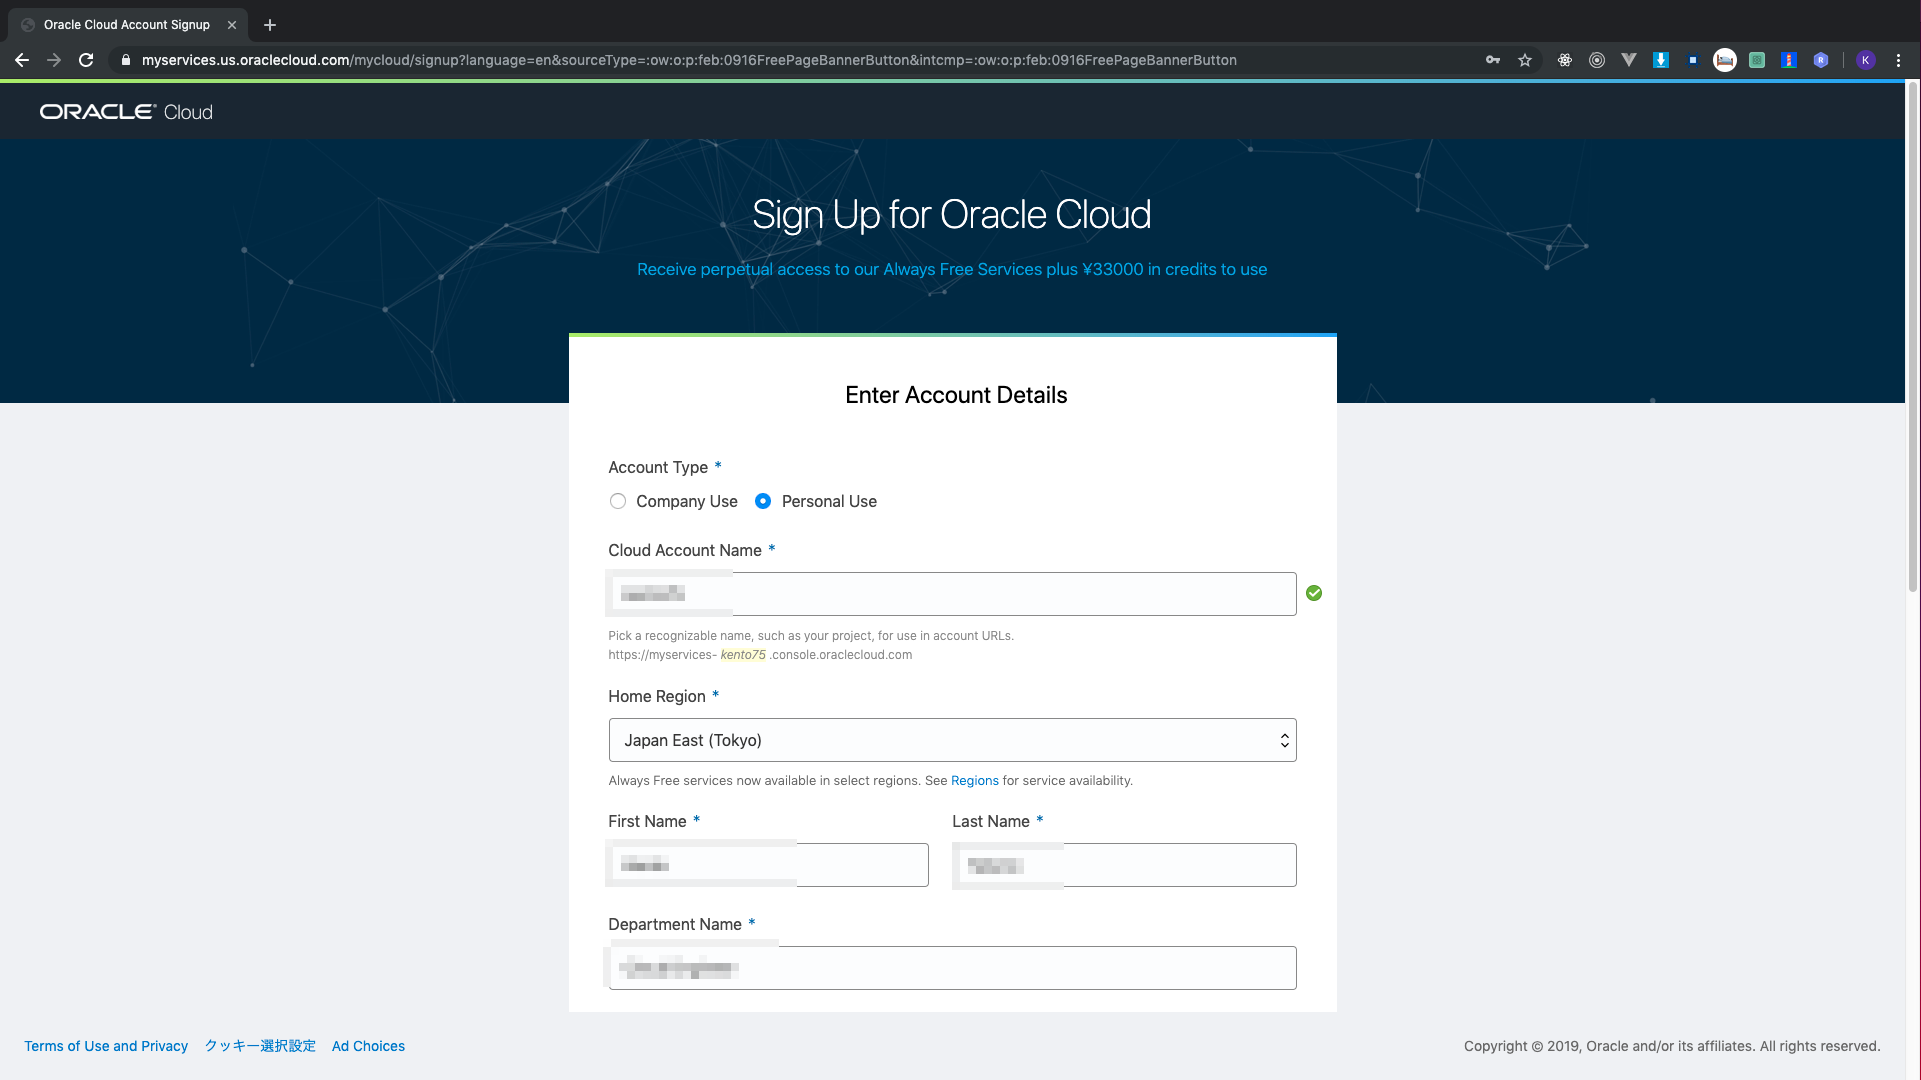 Oracle Cloud Account Signup
myservices.us.oraclecloud.com/mycloud/signup?language=en&sourceType=:ow:o:p:feb:0916FreePageBannerButton&intcmp=:ow:o:p:feb:0916FreePageBannerButton
K
ORACLE Cloud
Sign Up for Oracle Cloud
Receive perpetual access to our Always Free Services plus ¥33000 in credits to use
Enter Account Details
Account Type *
Company Use Personal Use
Cloud Account Name *
Pick a recognizable name, such as your project, for use in account URLs.
https://myservices- kento75 .console.oraclecloud.com
Home Region *
Japan East (Tokyo)
Always Free services now available in select regions. See Regions for service availability.
First Name * Last Name *
Department Name *
Terms of Use and Privacy クッキー選択設定 Ad Choices
Copyright © 2019, Oracle and/or its affiliates. All rights reserved.